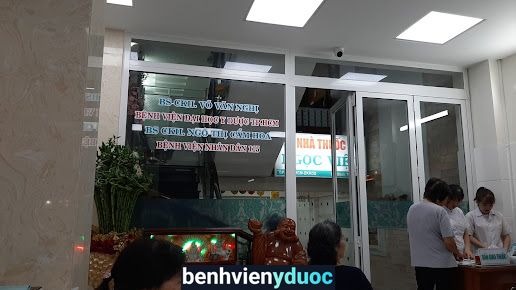 BS-CKII. VÕ VĂN NGHỊ
BỆNH VIỆN ĐẠI HỌC Y DƯỢC TP.HCM
BS CKII. NGÔ THỊ CẨM HOA
BỆNH VIỆN NHÂN DÂN 115
NHÀ THUỐC
NGỌC VIỆ
benhvienyduoc